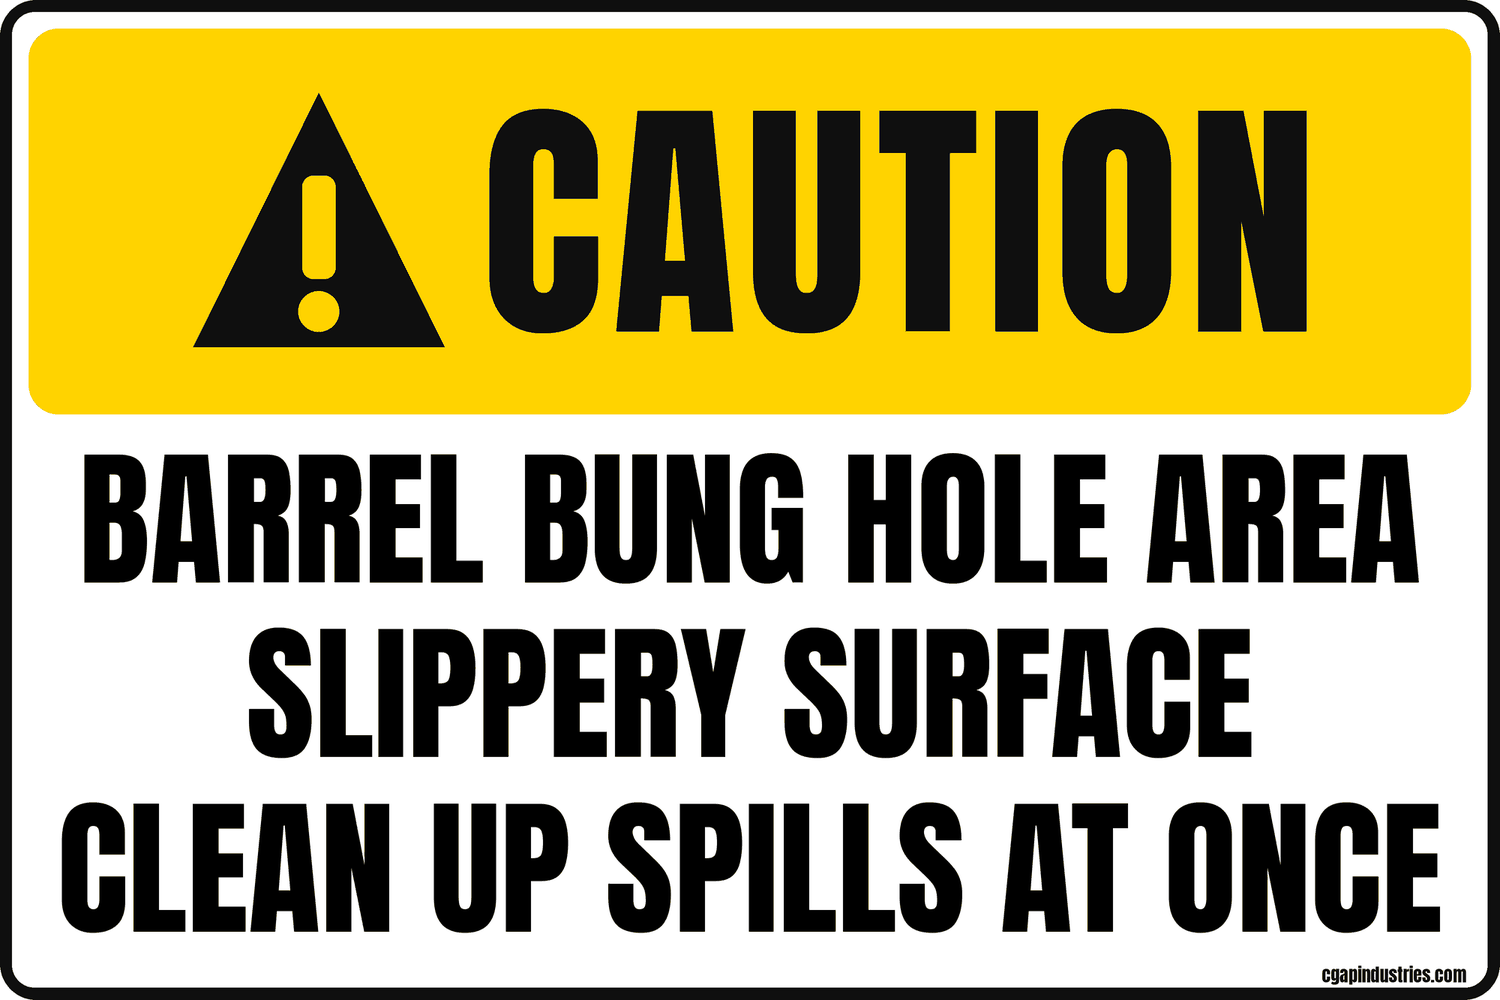 CAUTION
BARREL BUNG HOLE AREA
SLIPPERY SURFACE
CLEAN UP SPILLS AT ONCE
cgapindustries.com